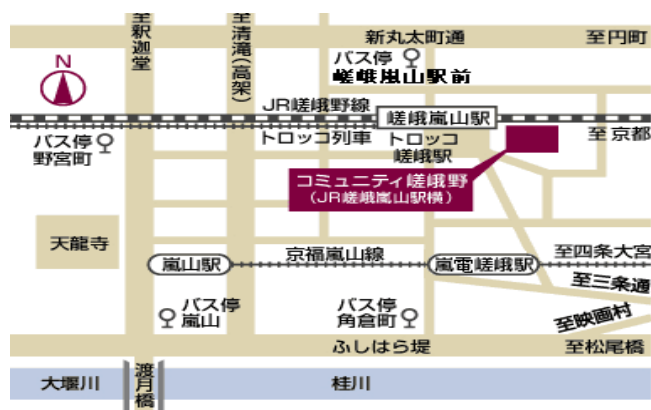 至釈迦堂
至清滝(高架)
新丸太町通
至円町
バス停
嵯峨嵐山駅前
N
JR嵯峨野線
嵯峨嵐山駅
バス停
野宮町
トロッコ列車
トロッコ
嵯峨駅
至京都
コミュニティ嵯峨野
(JR嵯峨嵐山駅横)
天龍寺
嵐山駅
京福嵐山線
嵐電嵯峨駅
至四条大宮
至三条通
バス停
嵐山
バス停
角倉町
至映画村
ふしはら堤
至松尾橋
大堰川
渡月橋
桂川